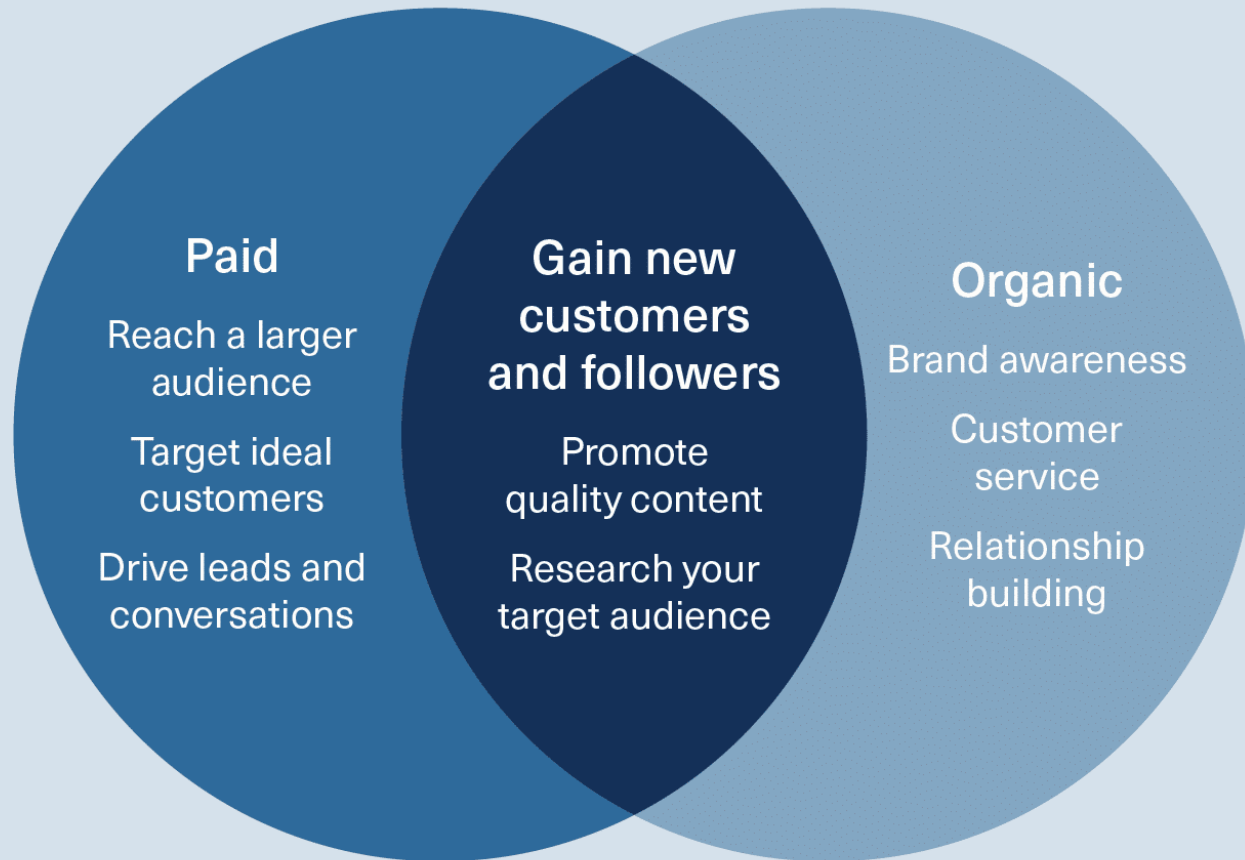 Paid
Reach a larger
audience
Target ideal
customers
Drive leads and
conversations
Gain new
customers
and followers
Promote
quality content
Research your
target audience
Organic
Brand awareness
Customer
service
Relationship
building